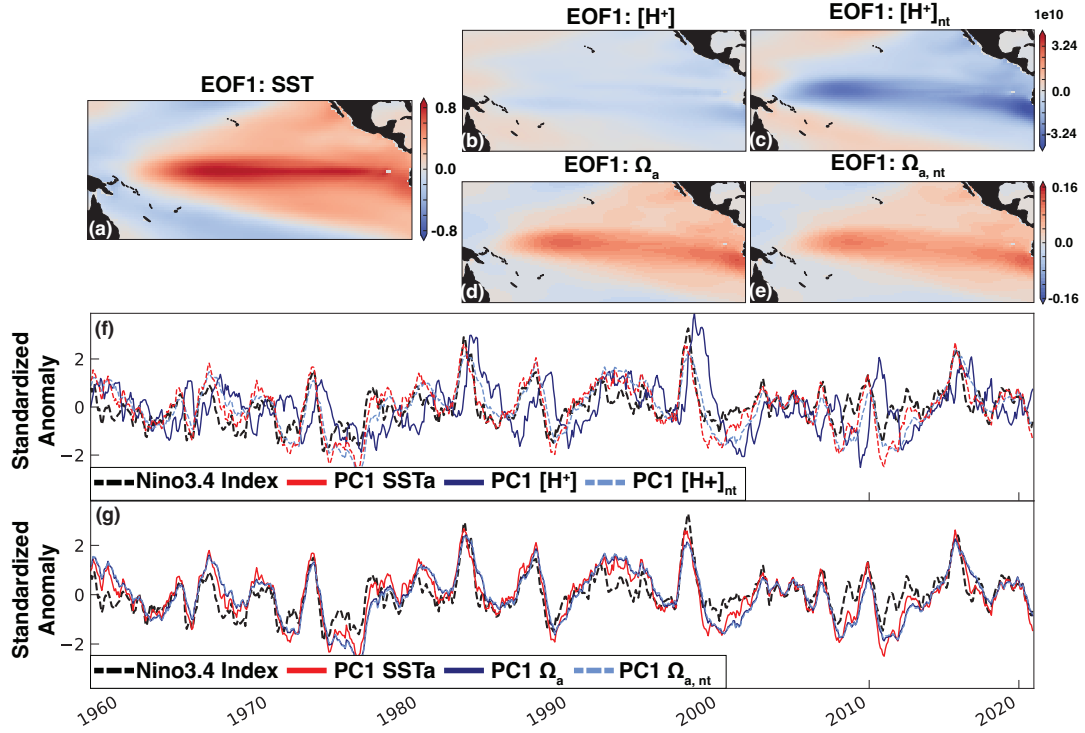 EOF1: SST
(a)
0.8
0.0
-0.8
EOF1: [H⁺]
(b)
EOF1: [H⁺]nt
(c)
1e10
3.24
0.0
-3.24
EOF1: Ωa
(d)
EOF1: Ωa, nt
(e)
0.16
0.0
-0.16
(f)
Standardized
Anomaly
2
0
−2
Nino3.4 Index PC1 SSTa PC1 [H⁺] PC1 [H+]nt
(g)
Standardized
Anomaly
2
0
−2
Nino3.4 Index PC1 SSTa PC1 Ωa PC1 Ωa, nt
1960 1970 1980 1990 2000 2010 2020